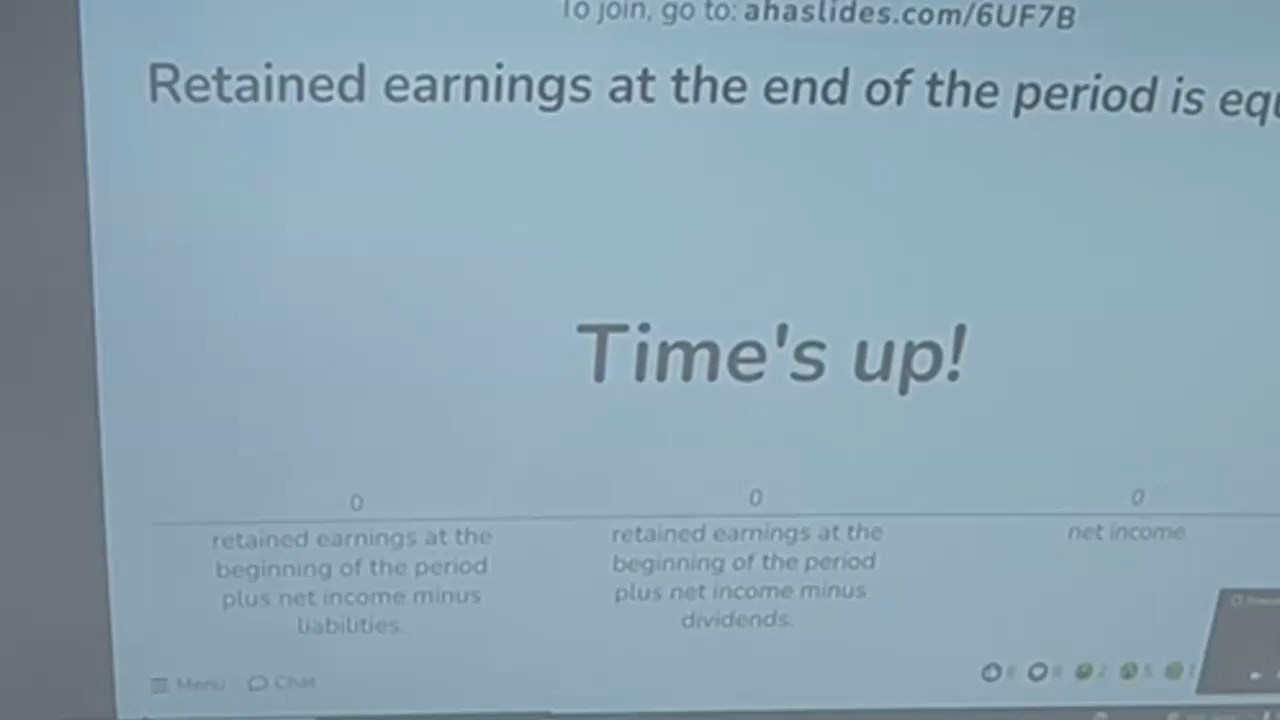 To join, go to: ahaslides.com/6UF7B
Retained earnings at the end of the period is equ
Time's up!
0 0 0
retained earnings at the
beginning of the period
plus net income minus
liabilities.
retained earnings at the
beginning of the period
plus net income minus
dividends.
net income
Menu Chat